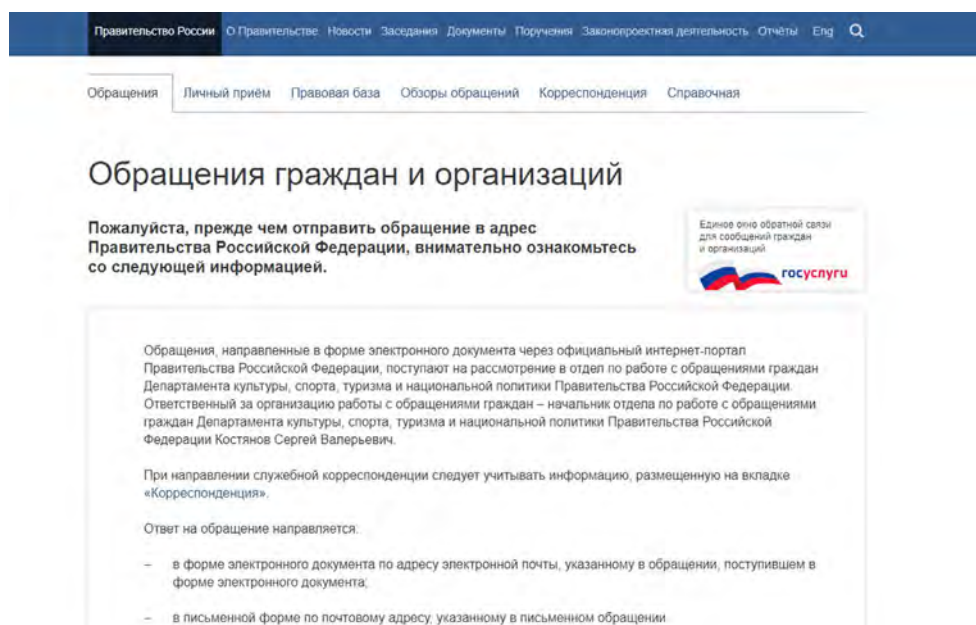 Правительство России О Правительстве Новости Заседания Документы Поручения Законопроектная деятельность Отчёты Eng
Обращения Личный приём Правовая база Обзоры обращений Корреспонденция Справочная
Обращения граждан и организаций
Пожалуйста, прежде чем отправить обращение в адрес
Правительства Российской Федерации, внимательно ознакомьтесь
со следующей информацией.
Единое окно обратной связи
для сообщений граждан
и организаций
госуслуги
Обращения, направленные в форме электронного документа через официальный интернет-портал
Правительства Российской Федерации, поступают на рассмотрение в отдел по работе с обращениями граждан
Департамента культуры, спорта, туризма и национальной политики Правительства Российской Федерации.
Ответственный за организацию работы с обращениями граждан – начальник отдела по работе с обращениями
граждан Департамента культуры, спорта, туризма и национальной политики Правительства Российской
Федерации Костянов Сергей Валерьевич.
При направлении служебной корреспонденции следует учитывать информацию, размещенную на вкладке
«Корреспонденция».
Ответ на обращение направляется:
– в форме электронного документа по адресу электронной почты, указанному в обращении, поступившем в
форме электронного документа;
– в письменной форме по почтовому адресу, указанному в письменном обращении